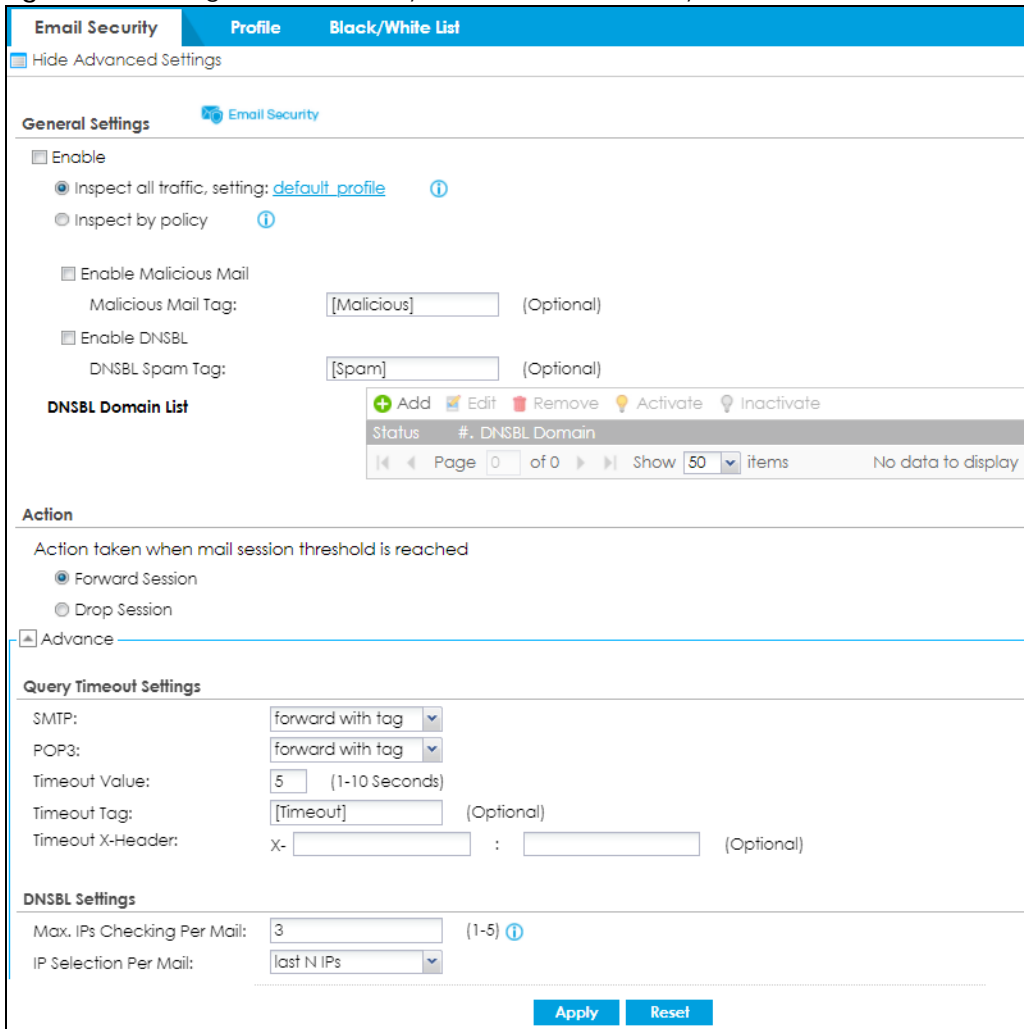 Email Security Profile Black/White List
Hide Advanced Settings
General Settings Email Security
Enable
Inspect all traffic, setting: default_profile
Inspect by policy
Enable Malicious Mail
Malicious Mail Tag: [Malicious] (Optional)
Enable DNSBL
DNSBL Spam Tag: [Spam] (Optional)
DNSBL Domain List Add Edit Remove Activate Inactivate
Status #. DNSBL Domain
Page 0 of 0 Show 50 items No data to display
Action
Action taken when mail session threshold is reached
Forward Session
Drop Session
Advance
Query Timeout Settings
SMTP: forward with tag
POP3: forward with tag
Timeout Value: 5 (1-10 Seconds)
Timeout Tag: [Timeout] (Optional)
Timeout X-Header: X- : (Optional)
DNSBL Settings
Max. IPs Checking Per Mail: 3 (1-5)
IP Selection Per Mail: last N IPs
Apply Reset